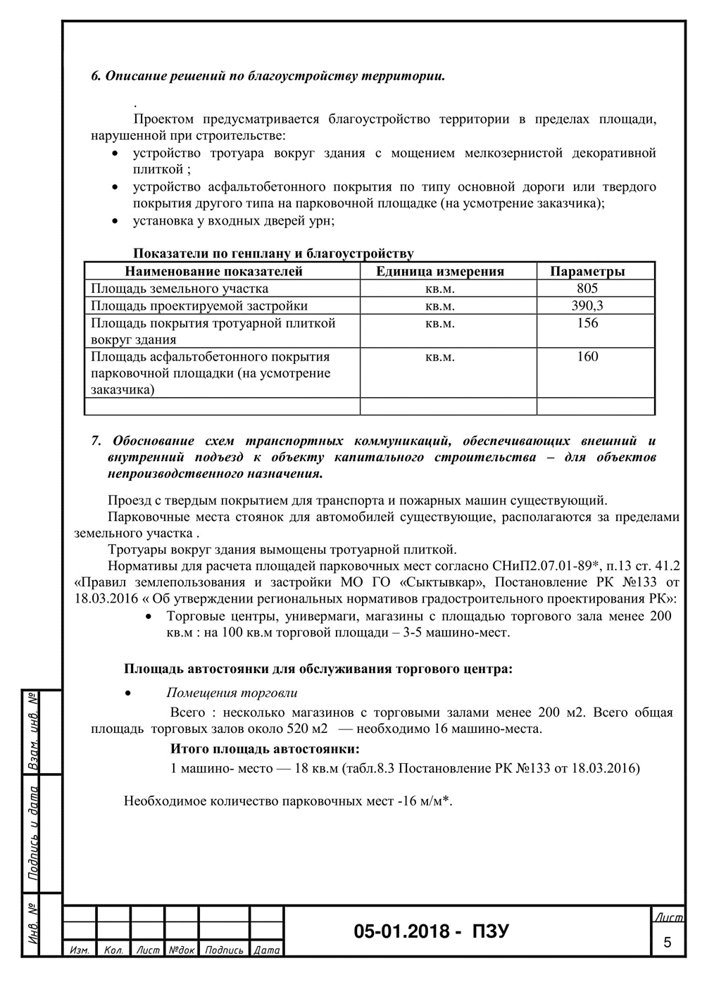 6. Описание решений по благоустройству территории.
.
Проектом предусматривается благоустройство территории в пределах площади,
нарушенной при строительстве:
• устройство тротуара вокруг здания с мощением мелкозернистой декоративной
плиткой ;
• устройство асфальтобетонного покрытия по типу основной дороги или твердого
покрытия другого типа на парковочной площадке (на усмотрение заказчика);
• установка у входных дверей урн;
Показатели по генплану и благоустройству
Наименование показателей Единица измерения Параметры
Площадь земельного участка кв.м. 805
Площадь проектируемой застройки кв.м. 390,3
Площадь покрытия тротуарной плиткой кв.м. 156
вокруг здания
Площадь асфальтобетонного покрытия кв.м. 160
парковочной площадки (на усмотрение
заказчика)
7. Обоснование схем транспортных коммуникаций, обеспечивающих внешний и
внутренний подъезд к объекту капитального строительства – для объектов
непроизводственного назначения.
Проезд с твердым покрытием для транспорта и пожарных машин существующий.
Парковочные места стоянок для автомобилей существующие, располагаются за пределами
земельного участка .
Тротуары вокруг здания вымощены тротуарной плиткой.
Нормативы для расчета площадей парковочных мест согласно СНиП2.07.01-89*, п.13 ст. 41.2
«Правил землепользования и застройки МО ГО «Сыктывкар», Постановление РК №133 от
18.03.2016 « Об утверждении региональных нормативов градостроительного проектирования РК»:
• Торговые центры, универмаги, магазины с площадью торгового зала менее 200
кв.м : на 100 кв.м торговой площади – 3-5 машино-мест.
Площадь автостоянки для обслуживания торгового центра:
• Помещения торговли
Всего : несколько магазинов с торговыми залами менее 200 м2. Всего общая
площадь торговых залов около 520 м2 — необходимо 16 машино-места.
Итого площадь автостоянки:
1 машино- место — 18 кв.м (табл.8.3 Постановление РК №133 от 18.03.2016)
Необходимое количество парковочных мест -16 м/м*.
Взам. инв. №
Подпись и дата
Инв. №
Изм. Кол. Лист №док Подпись Дата
05-01.2018 - ПЗУ
Лист
5